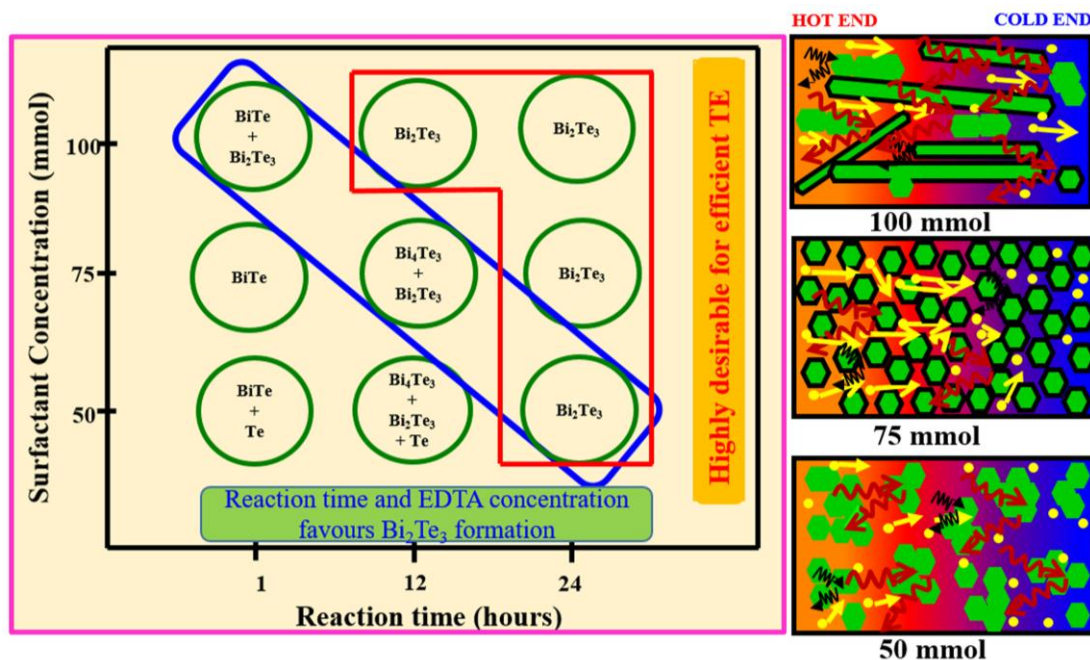 HOT END COLD END
Surfactant Concentration (mmol)
100
75
50
BiTe
+
Bi₂Te₃
Bi₂Te₃
Bi₂Te₃
BiTe
Bi₄Te₃
+
Bi₂Te₃
Bi₂Te₃
BiTe
+
Te
Bi₄Te₃
+
Bi₂Te₃
+ Te
Bi₂Te₃
Highly desirable for efficient TE
Reaction time and EDTA concentration
favours Bi₂Te₃ formation
1
12
24
Reaction time (hours)
100 mmol
75 mmol
50 mmol